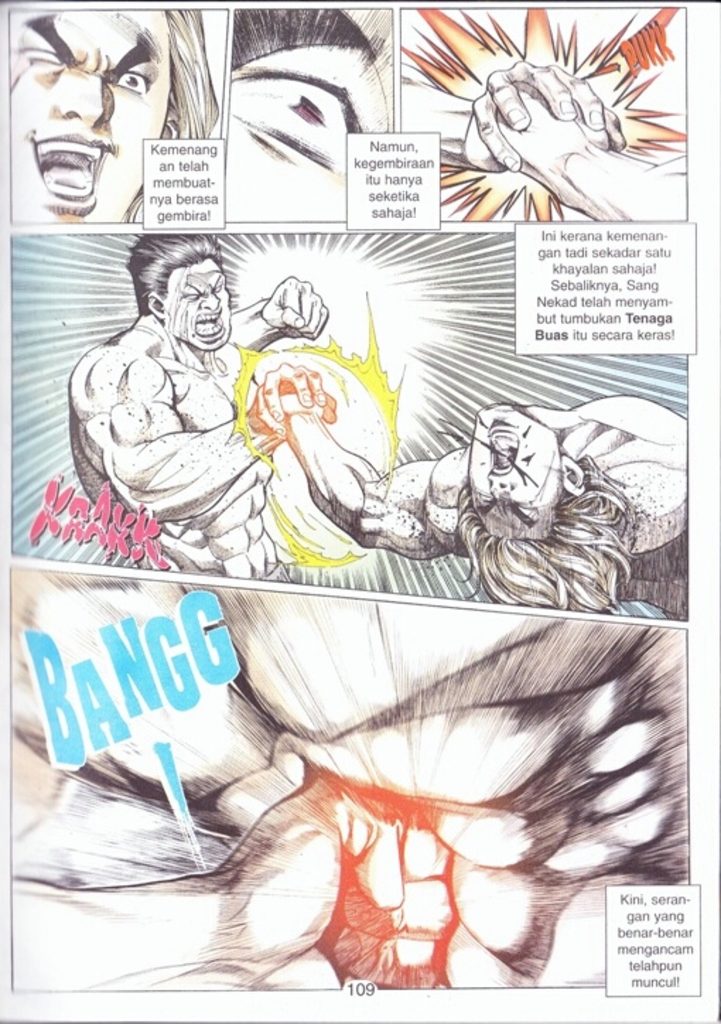 Kemenang
an telah
membuat-
nya berasa
gembira!
Namun,
kegembiraan
itu hanya
seketika
sahaja!
PUKK
Ini kerana kemenan-
gan tadi sekadar satu
khayalan sahaja!
Sebaliknya, Sang
Nekad telah menyam-
but tumbukan Tenaga
Buas itu secara keras!
KRAKK
BANGG
!
Kini, seran-
gan yang
benar-benar
mengancam
telahpun
muncul!
109